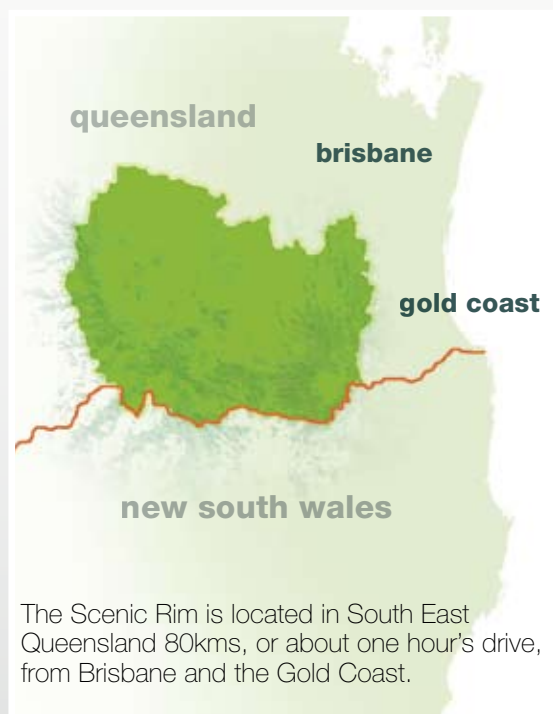 queensland
brisbane
gold coast
new south wales
The Scenic Rim is located in South East
Queensland 80kms, or about one hour's drive,
from Brisbane and the Gold Coast.